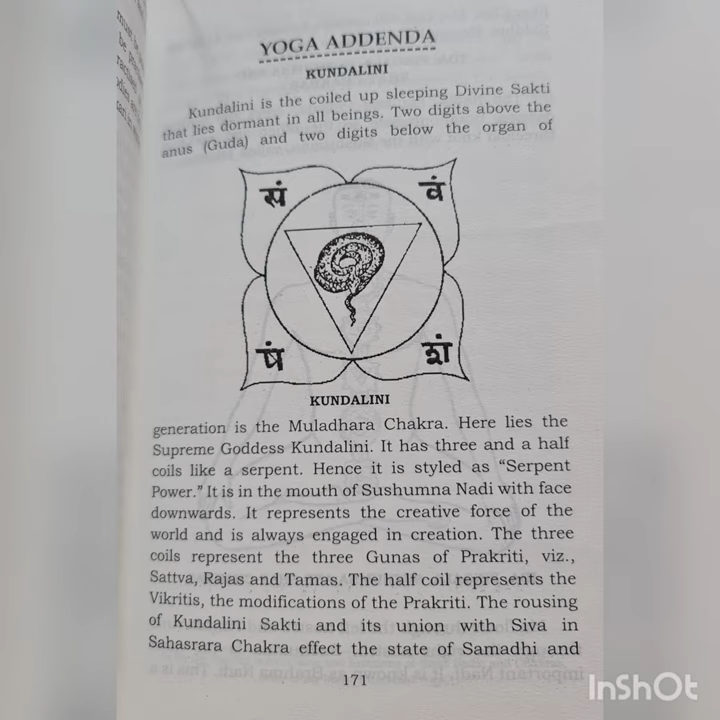 YOGA ADDENDA
KUNDALINI
Kundalini is the coiled up sleeping Divine Sakti
that lies dormant in all beings. Two digits above the
anus (Guda) and two digits below the organ of
सं वं
षं शं
KUNDALINI
generation is the Muladhara Chakra. Here lies the
Supreme Goddess Kundalini. It has three and a half
coils like a serpent. Hence it is styled as “Serpent
Power.” It is in the mouth of Sushumna Nadi with face
downwards. It represents the creative force of the
world and is always engaged in creation. The three
coils represent the three Gunas of Prakriti, viz.,
Sattva, Rajas and Tamas. The half coil represents the
Vikritis, the modifications of the Prakriti. The rousing
of Kundalini Sakti and its union with Siva in
Sahasrara Chakra effect the state of Samadhi and
171
InShOt